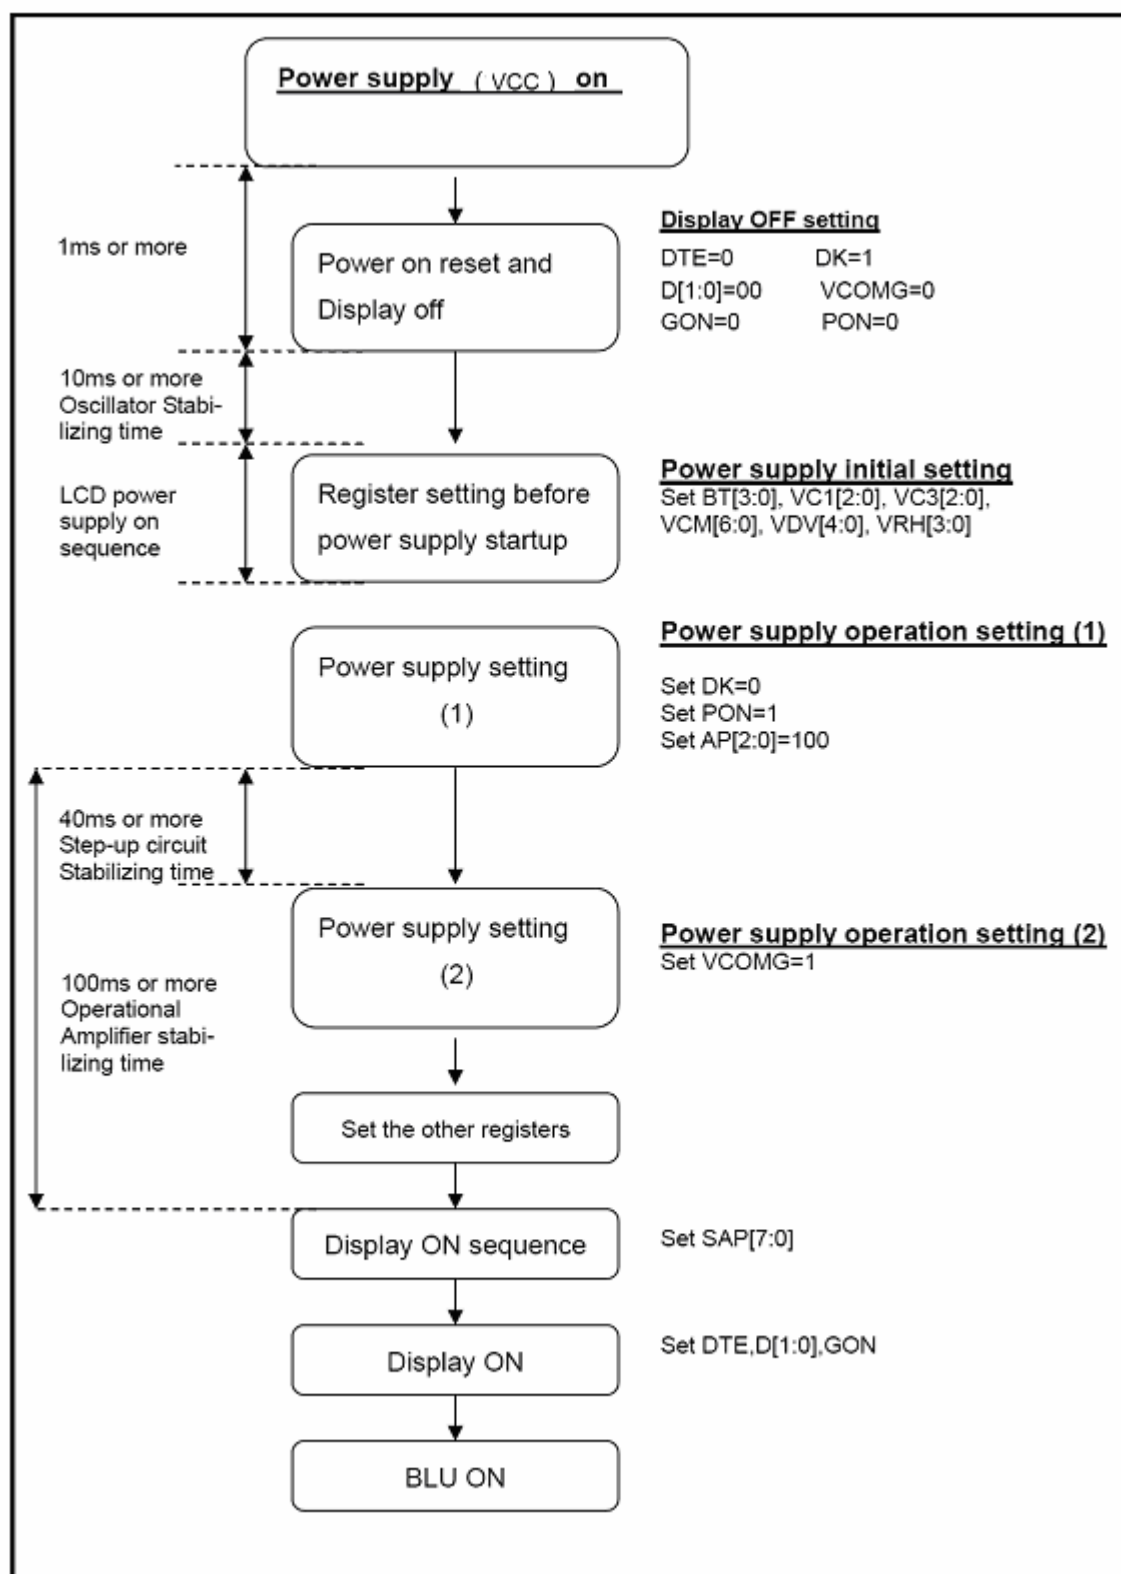 Power supply ( VCC ) on
1ms or more
Power on reset and
Display off
Display OFF setting
DTE=0 DK=1
D[1:0]=00 VCOMG=0
GON=0 PON=0
10ms or more
Oscillator Stabi-
lizing time
LCD power
supply on
sequence
Register setting before
power supply startup
Power supply initial setting
Set BT[3:0], VC1[2:0], VC3[2:0],
VCM[6:0], VDV[4:0], VRH[3:0]
Power supply setting
(1)
Power supply operation setting (1)
Set DK=0
Set PON=1
Set AP[2:0]=100
40ms or more
Step-up circuit
Stabilizing time
Power supply setting
(2)
Power supply operation setting (2)
Set VCOMG=1
100ms or more
Operational
Amplifier stabi-
lizing time
Set the other registers
Display ON sequence
Set SAP[7:0]
Display ON
Set DTE,D[1:0],GON
BLU ON